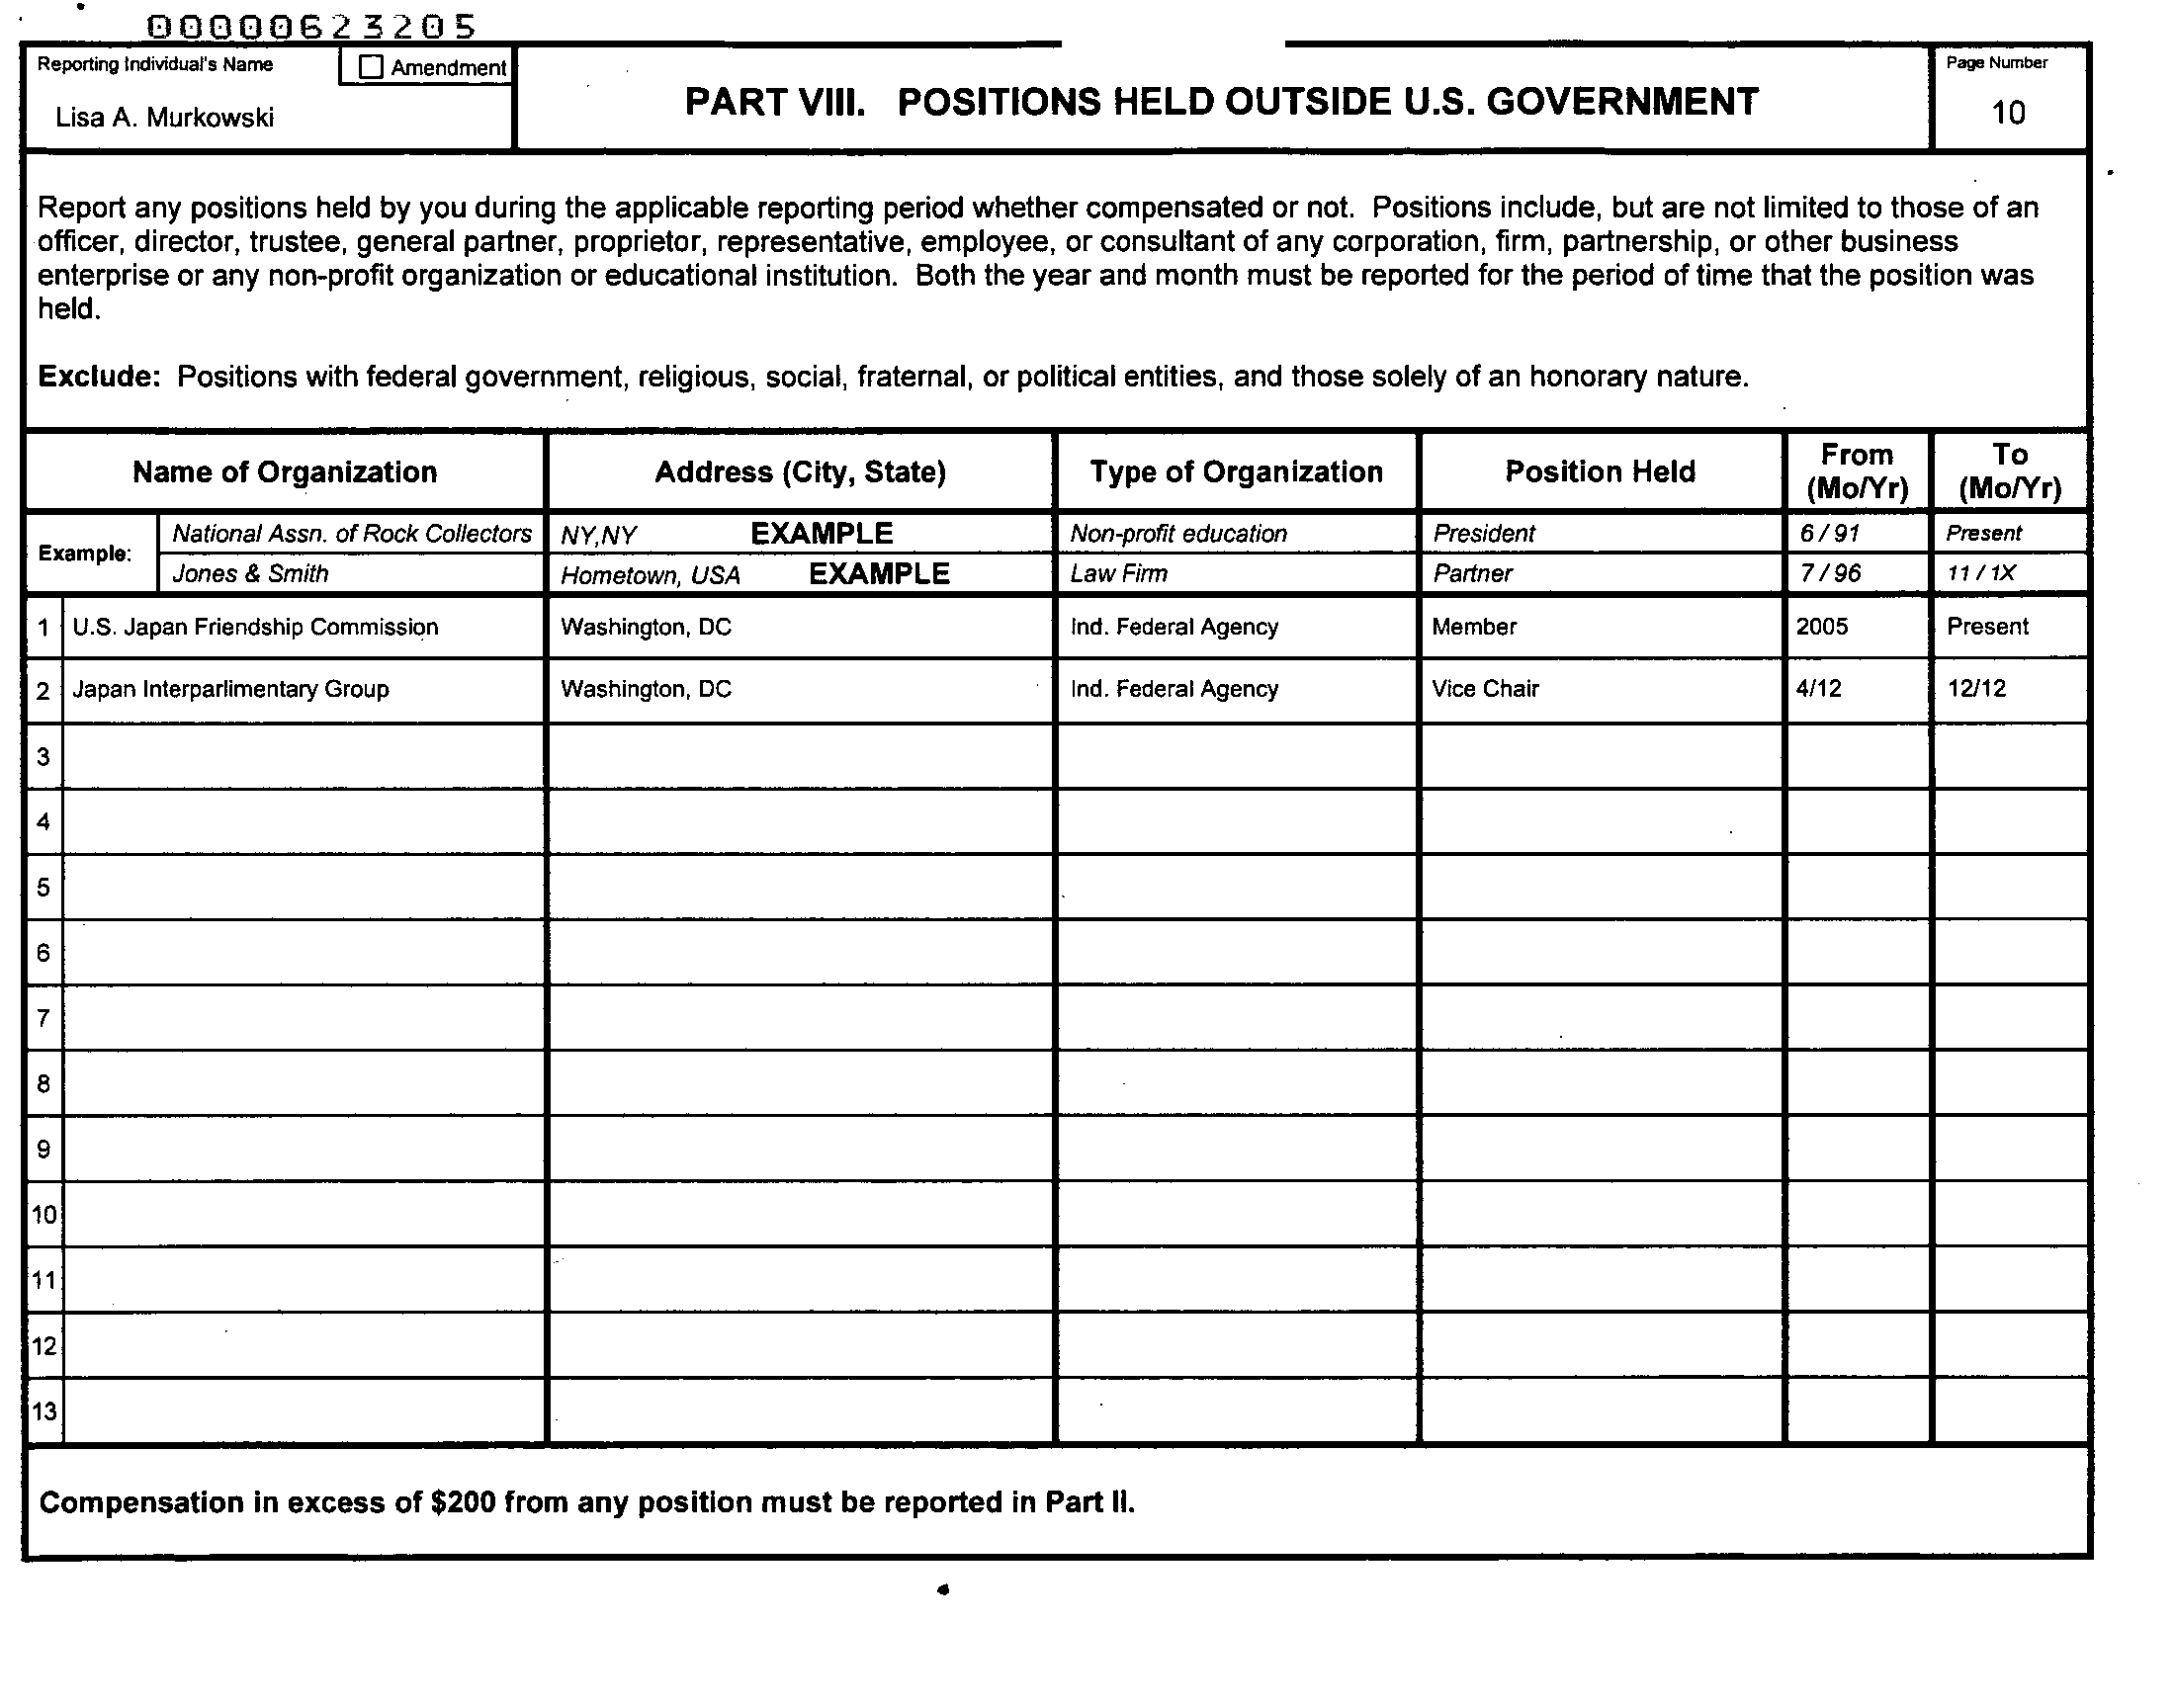 00000623205
Reporting Individual's Name
Amendment
Lisa A. Murkowski
PART VIII. POSITIONS HELD OUTSIDE U.S. GOVERNMENT
Page Number
10
Report any positions held by you during the applicable reporting period whether compensated or not. Positions include, but are not limited to those of an
officer, director, trustee, general partner, proprietor, representative, employee, or consultant of any corporation, firm, partnership, or other business
enterprise or any non-profit organization or educational institution. Both the year and month must be reported for the period of time that the position was
held.
Exclude: Positions with federal government, religious, social, fraternal, or political entities, and those solely of an honorary nature.
Name of Organization Address (City, State) Type of Organization Position Held From (Mo/Yr) To (Mo/Yr)
Example:
National Assn. of Rock Collectors NY,NY EXAMPLE Non-profit education President 6 / 91 Present
Jones & Smith Hometown, USA EXAMPLE Law Firm Partner 7 / 96 11 / 1X
1 U.S. Japan Friendship Commission Washington, DC Ind. Federal Agency Member 2005 Present
2 Japan Interparlimentary Group Washington, DC Ind. Federal Agency Vice Chair 4/12 12/12
3
4
5
6
7
8
9
10
11
12
13
Compensation in excess of $200 from any position must be reported in Part II.